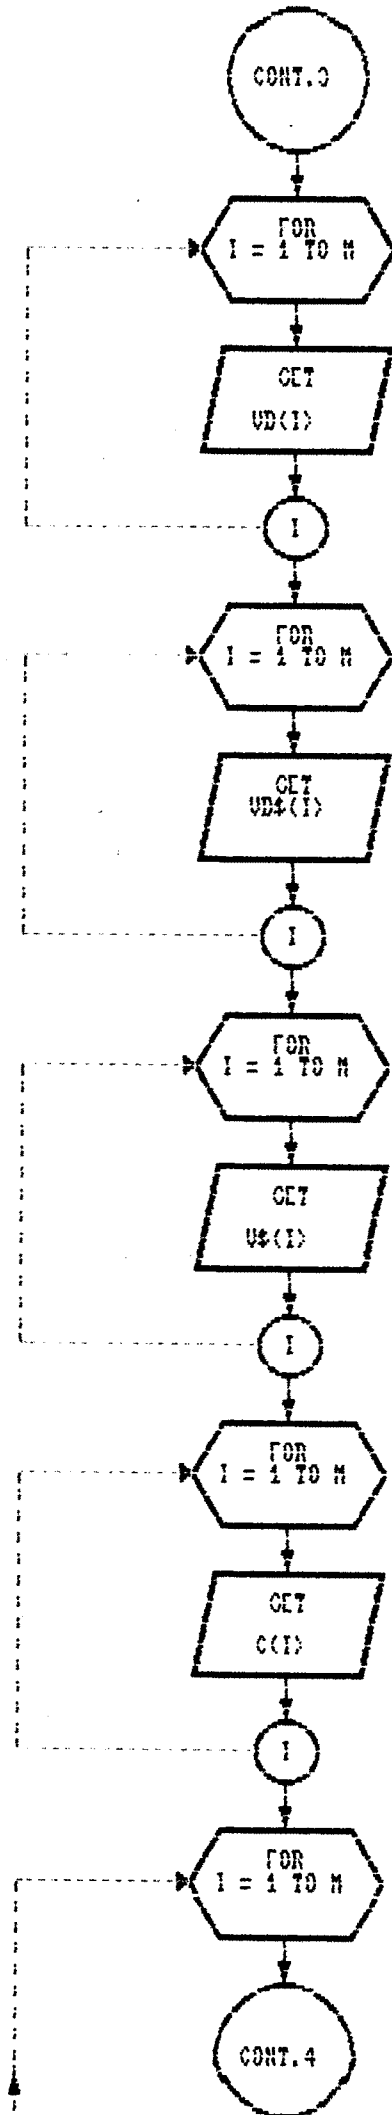 CONT.3
FOR
I = 1 TO M
GET
VD(I)
I
FOR
I = 1 TO M
GET
VD$(I)
I
FOR
I = 1 TO M
GET
V$(I)
I
FOR
I = 1 TO M
GET
C(I)
I
FOR
I = 1 TO M
CONT.4